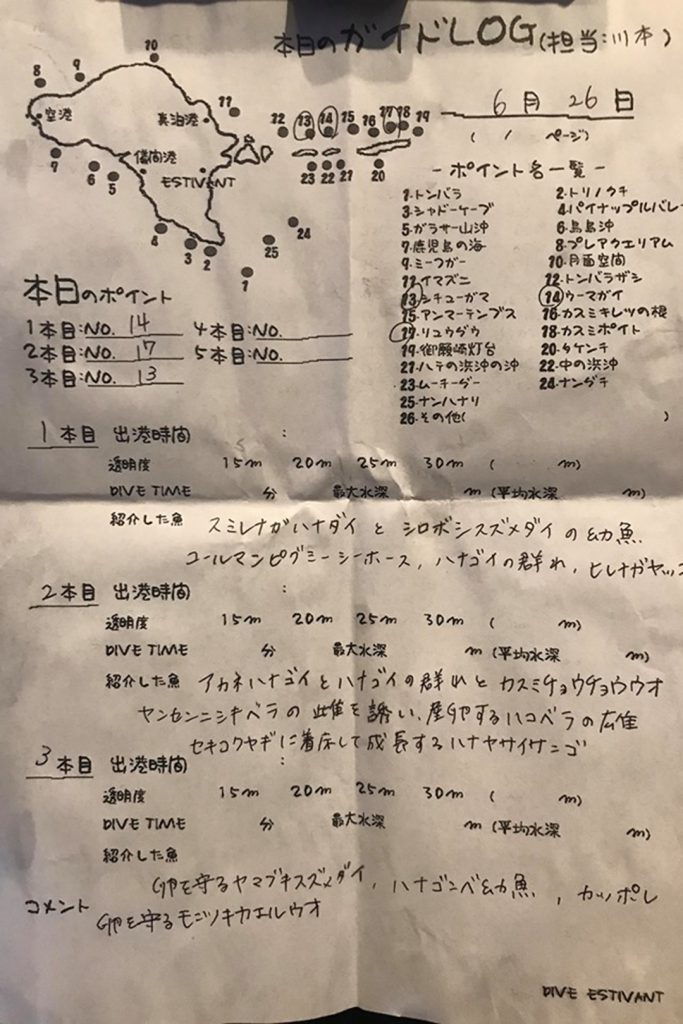 本日のガイドLOG(担当:川本)
6月26日
( / ページ)
10
8
9
空港
真泊港
11
12
13
14
15
16
17
18
19
儀間港
ESTIVANT
7
6
5
23
22
21
20
4
3
2
25
24
1
-ポイント名一覧-
1.トンバラ 2.トリノクチ
3.シャドーケーブ 4.パイナップルバレー
5.ガラサー山沖 6.鳥島沖
7.鹿児島の海 8.プレアクエリアム
9.ミーフガー 10.月面空間
11.イマズニ 12.トンバラザシ
13.シチューガマ 14.ウーマガイ
15.アンマーテンブス 16.カスミキレツの根
17.リュウダウ 18.カスミポイト
19.御願崎灯台 20.タケンチ
21.ハテの浜沖の沖 22.中の浜沖
23.ムーチーダー 24.ナンダチ
25.ナンハナリ
26.その他( )
本日のポイント
1本目:NO. 14 4本目:NO.
2本目:NO. 17 5本目:NO.
3本目:NO. 13
1本目 出港時間 :
透明度 15m 20m 25m 30m ( m)
DIVE TIME 分 最大水深 m (平均水深 m)
紹介した魚 スミレナガハナダイとシロボシスズメダイの幼魚
コールマンピグミーシーホース, ハナゴイの群れ, ヒレナガヤッコ
2本目 出港時間 :
透明度 15m 20m 25m 30m ( m)
DIVE TIME 分 最大水深 m (平均水深 m)
紹介した魚 アカネハナゴイとハナゴイの群れとカスミチョウチョウウオ
ヤンセンニシキベラの雌を誘い、産卵するハコベラの雄
セキコクヤギに着床して成長するハナヤサイサンゴ
3本目 出港時間 :
透明度 15m 20m 25m 30m ( m)
DIVE TIME 分 最大水深 m (平均水深 m)
紹介した魚
卵を守るヤマブキスズメダイ, ハナゴンベ幼魚, カッポレ
コメント 卵を守るモンツキカエルウオ
DIVE ESTIVANT